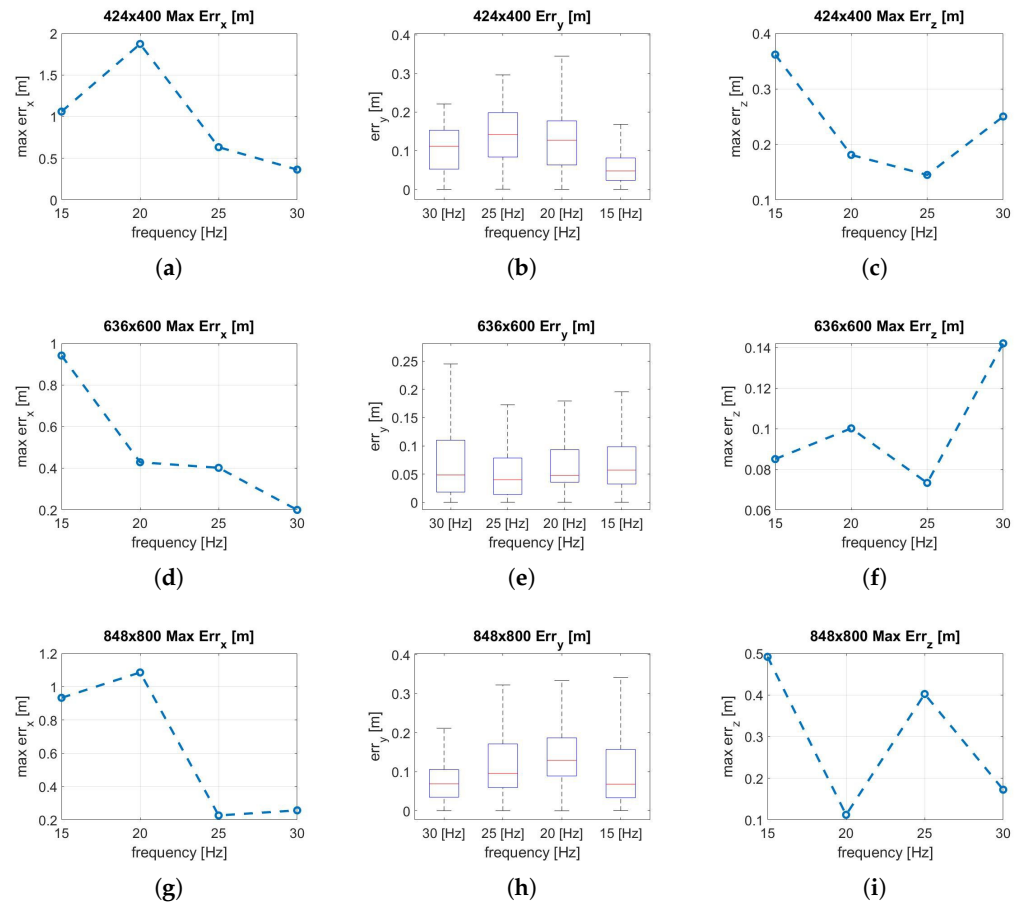 424x400 Max Err_x [m]
2
1.5
1
0.5
0
max err_x [m]
15 20 25 30
frequency [Hz]
(a)
424x400 Err_y [m]
0.4
0.3
0.2
0.1
0
err_y [m]
30 [Hz] 25 [Hz] 20 [Hz] 15 [Hz]
frequency [Hz]
(b)
424x400 Max Err_z [m]
0.4
0.3
0.2
0.1
max err_z [m]
15 20 25 30
frequency [Hz]
(c)
636x600 Max Err_x [m]
1
0.8
0.6
0.4
0.2
max err_x [m]
15 20 25 30
frequency [Hz]
(d)
636x600 Err_y [m]
0.25
0.2
0.15
0.1
0.05
0
err_y [m]
30 [Hz] 25 [Hz] 20 [Hz] 15 [Hz]
frequency [Hz]
(e)
636x600 Max Err_z [m]
0.14
0.12
0.1
0.08
0.06
max err_z [m]
15 20 25 30
frequency [Hz]
(f)
848x800 Max Err_x [m]
1.2
1
0.8
0.6
0.4
0.2
max err_x [m]
15 20 25 30
frequency [Hz]
(g)
848x800 Err_y [m]
0.4
0.3
0.2
0.1
0
err_y [m]
30 [Hz] 25 [Hz] 20 [Hz] 15 [Hz]
frequency [Hz]
(h)
848x800 Max Err_z [m]
0.5
0.4
0.3
0.2
0.1
max err_z [m]
15 20 25 30
frequency [Hz]
(i)